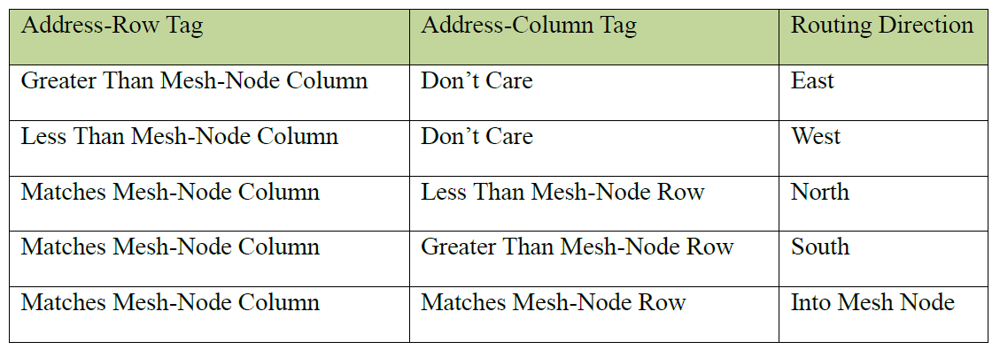 Address-Row Tag Address-Column Tag Routing Direction
Greater Than Mesh-Node Column Don’t Care East
Less Than Mesh-Node Column Don’t Care West
Matches Mesh-Node Column Less Than Mesh-Node Row North
Matches Mesh-Node Column Greater Than Mesh-Node Row South
Matches Mesh-Node Column Matches Mesh-Node Row Into Mesh Node